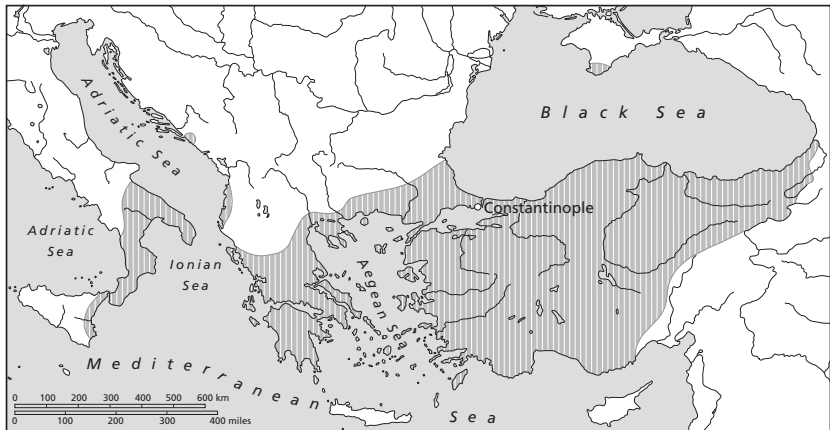 Adriatic Sea
Black Sea
Constantinople
Adriatic
Sea
Ionian
Sea
Aegean Sea
Mediterranean Sea
0 100 200 300 400 500 600 km
0 100 200 300 400 miles